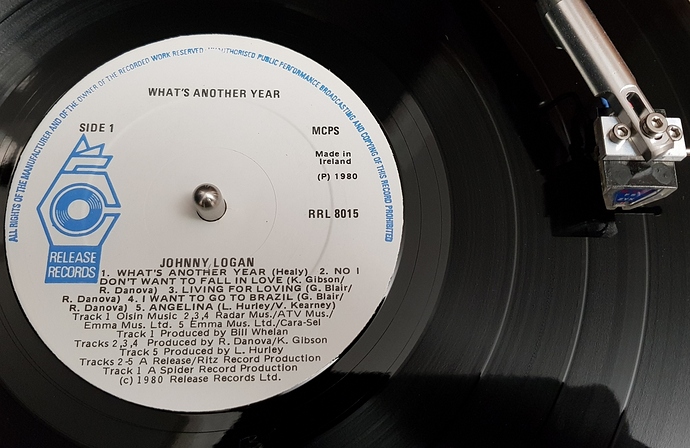 ALL RIGHTS OF THE MANUFACTURER AND OF THE OWNER OF THE RECORDED WORK RESERVED UNAUTHORISED PUBLIC PERFORMANCE BROADCASTING AND COPYING OF THIS RECORD PROHIBITED
WHAT'S ANOTHER YEAR
SIDE 1
MCPS
Made in
Ireland
(P) 1980
RRL 8015
RELEASE
RECORDS
JOHNNY LOGAN
1. WHAT'S ANOTHER YEAR (Healy) 2. NO I
DON'T WANT TO FALL IN LOVE (K. Gibson/
R. Danova) 3. LIVING FOR LOVING (G. Blair/
R. Danova) 4. I WANT TO GO TO BRAZIL (G. Blair/
R. Danova) 5. ANGELINA (L. Hurley/V. Kearney)
Track 1 Olsin Music 2,3,4 Radar Mus./ATV Mus./
Emma Mus. Ltd. 5 Emma Mus. Ltd./Cara-Sel
Track 1 Produced by Bill Whelan
Tracks 2,3,4 Produced by R. Danova/K. Gibson
Track 5 Produced by L. Hurley
Tracks 2-5 A Release/Ritz Record Production
Track 1 A Spider Record Production
(c) 1980 Release Records Ltd.